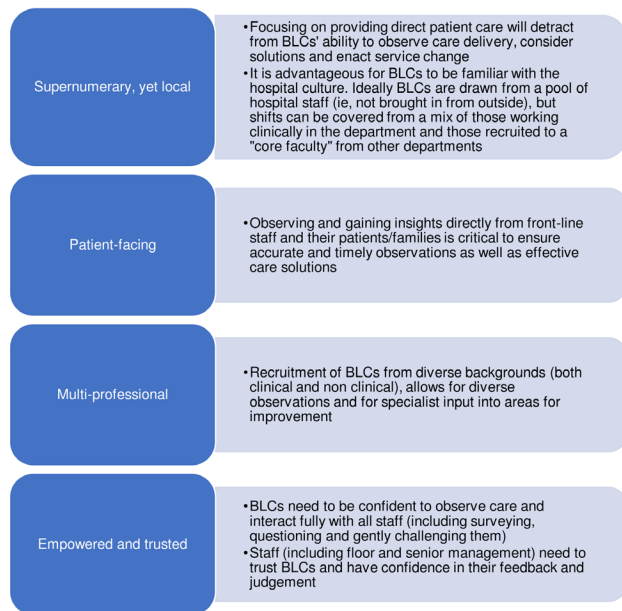 Supernumerary, yet local
•Focusing on providing direct patient care will detract
from BLCs' ability to observe care delivery, consider
solutions and enact service change
•It is advantageous for BLCs to be familiar with the
hospital culture. Ideally BLCs are drawn from a pool of
hospital staff (ie, not brought in from outside), but
shifts can be covered from a mix of those working
clinically in the department and those recruited to a
"core faculty" from other departments
Patient-facing
•Observing and gaining insights directly from front-line
staff and their patients/families is critical to ensure
accurate and timely observations as well as effective
care solutions
Multi-professional
•Recruitment of BLCs from diverse backgrounds (both
clinical and non clinical), allows for diverse
observations and for specialist input into areas for
improvement
Empowered and trusted
•BLCs need to be confident to observe care and
interact fully with all staff (including surveying,
questioning and gently challenging them)
•Staff (including floor and senior management) need to
trust BLCs and have confidence in their feedback and
judgement